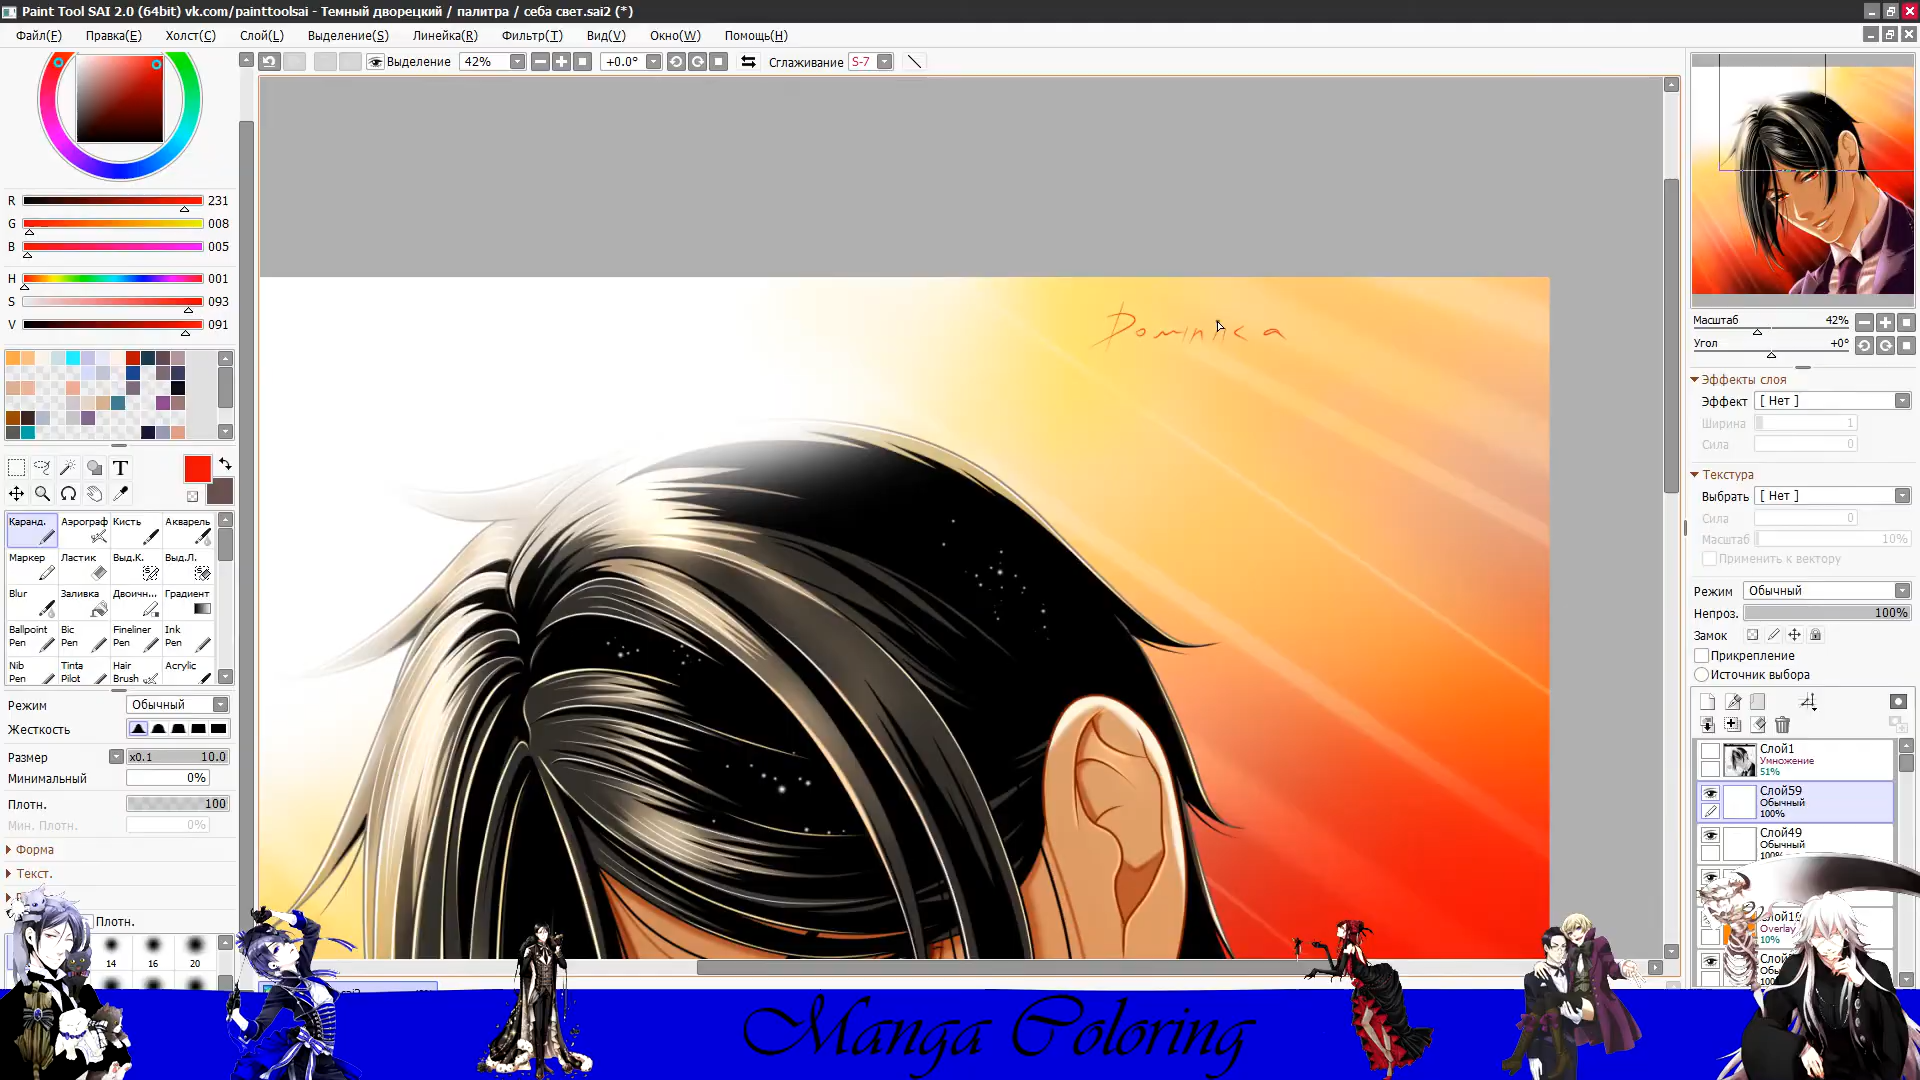 Paint Tool SAI 2.0 (64bit) vk.com/painttoolsai - Темный дворецкий / палитра / себа свет.sai2 (*)
Файл(F) Правка(E) Холст(C) Слой(L) Выделение(S) Линейка(R) Фильтр(T) Вид(V) Окно(W) Помощь(H)
Выделение 42% +0.0° Сглаживание S-7
R 231
G 008
B 005
H 001
S 093
V 091
T
Каранд. Аэрограф Кисть Акварель
Маркер Ластик Выд.К. Выд.Л.
Blur Заливка Двоичн... Градиент
Ballpoint Pen Bic Pen Fineliner Pen Ink Pen
Nib Pen Tinta Pilot Hair Brush Acrylic
Режим Обычный
Жесткость
Размер x0.1 10.0
Минимальный 0%
Плотн. 100
Мин. Плотн. 0%
Форма
Текст.
Плотн.
14 16 20
Dominica
Масштаб 42%
Угол +0°
Эффекты слоя
Эффект [ Нет ]
Ширина 1
Сила 0
Текстура
Выбрать [ Нет ]
Сила 0
Масштаб 10%
Применить к вектору
Режим Обычный
Непроз. 100%
Замок
Прикрепление
Источник выбора
Слой1
Умножение
51%
Слой59
Обычный
100%
Слой49
Обычный
100%
Overlay
10%
Manga Coloring